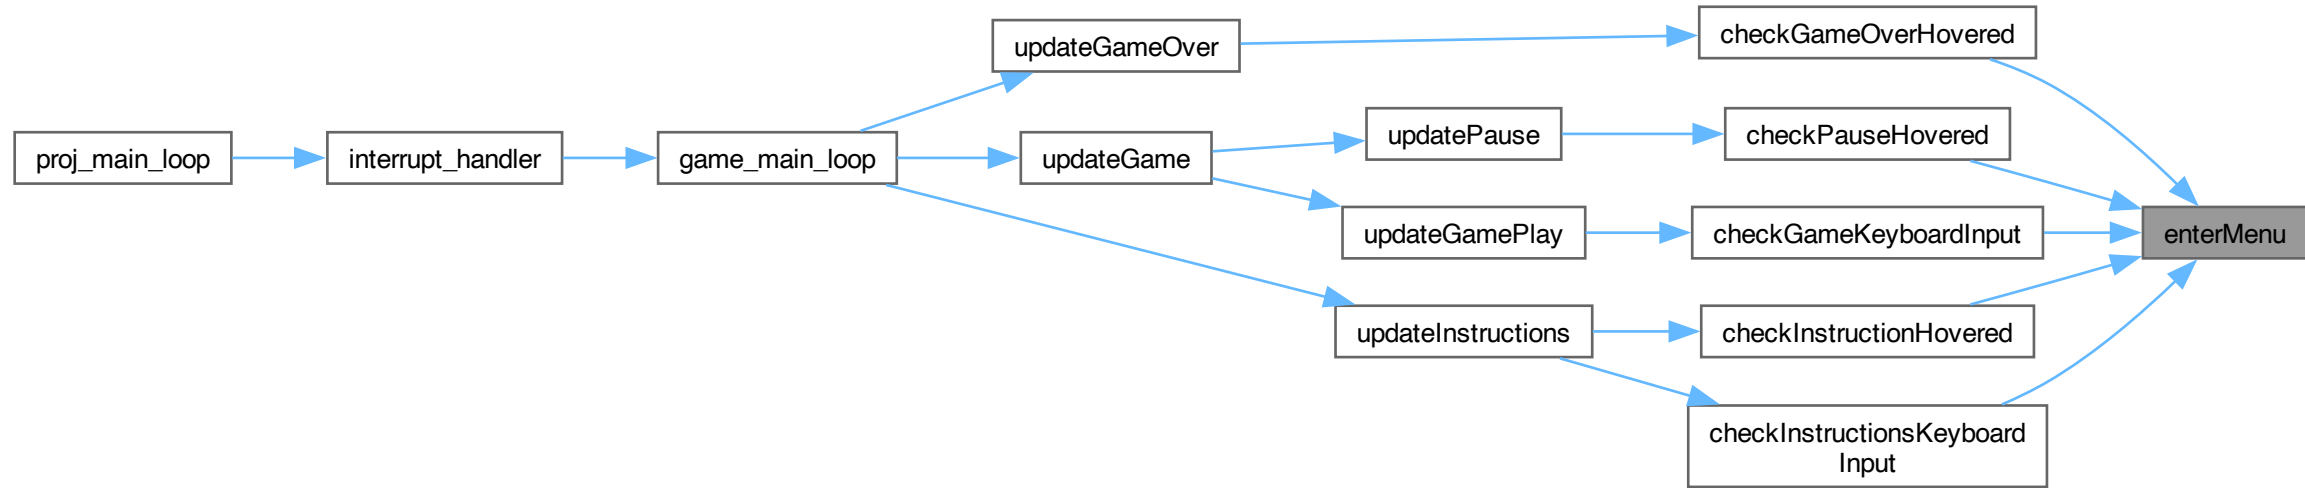 updateGameOver
checkGameOverHovered
proj_main_loop
interrupt_handler
game_main_loop
updateGame
updatePause
checkPauseHovered
updateGamePlay
checkGameKeyboardInput
enterMenu
updateInstructions
checkInstructionHovered
checkInstructionsKeyboard
Input